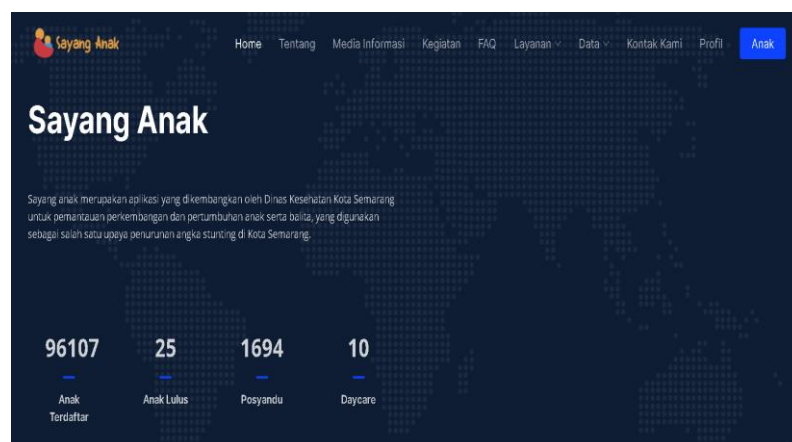 Sayang Anak
Home Tentang Media Informasi Kegiatan FAQ Layanan Data Kontak Kami Profil Anak
Sayang Anak
Sayang anak merupakan aplikasi yang dikembangkan oleh Dinas Kesehatan Kota Semarang
untuk pemantauan perkembangan dan pertumbuhan anak serta balita, yang digunakan
sebagai salah satu upaya penurunan angka stunting di Kota Semarang.
96107 25 1694 10
Anak Anak Lulus Posyandu Daycare
Terdaftar